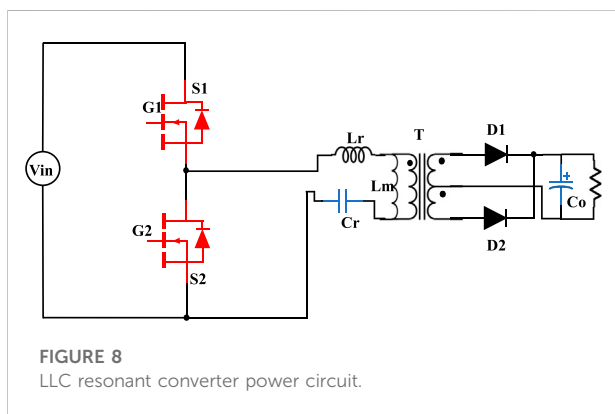 S1
G1
Vin
G2
S2
Lr
Lm
Cr
T
D1
D2
+
Co
FIGURE 8
LLC resonant converter power circuit.